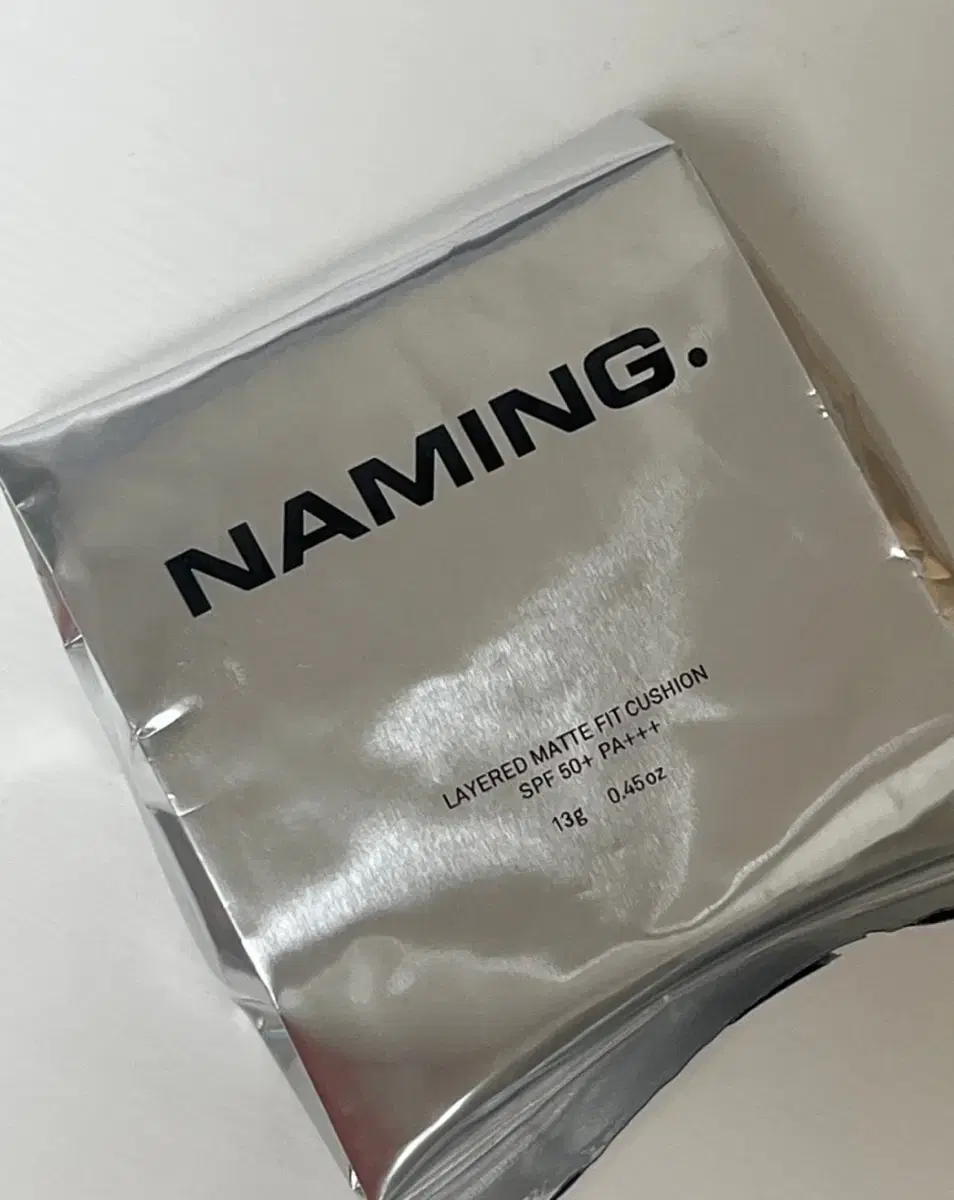 NAMING.
LAYERED MATTE FIT CUSHION
SPF 50+ PA+++
13g 0.45oz